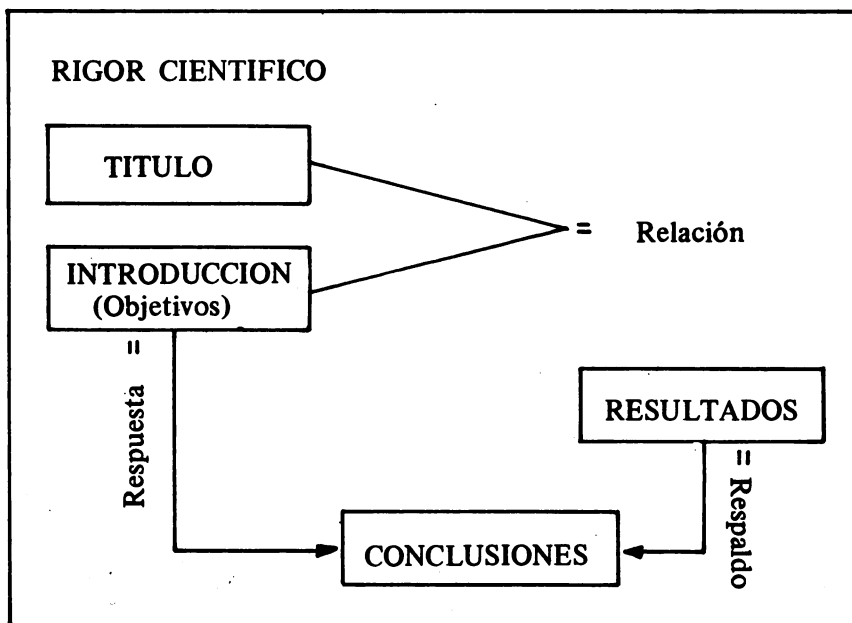 RIGOR CIENTIFICO
TITULO
= Relación
INTRODUCCION
(Objetivos)
= Respuesta
RESULTADOS
= Respaldo
CONCLUSIONES